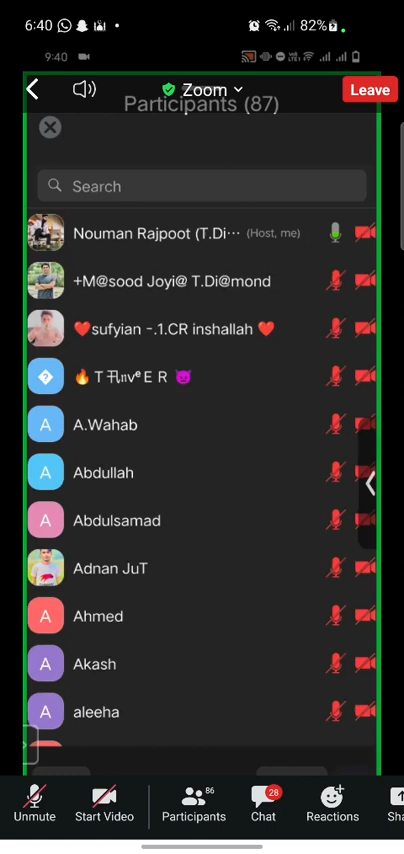 6:40 82%
9:40
Zoom Leave
Participants (87)
Search
Nouman Rajpoot (T.Di··· (Host, me)
+M@sood Joyi@ T.Di@mond
❤️sufyian -.1.CR inshallah ❤️
A.Wahab
A
Abdullah
A
Abdulsamad
A
Adnan JuT
Ahmed
A
Akash
A
aleeha
A
86 28
Unmute Start Video Participants Chat Reactions Sha